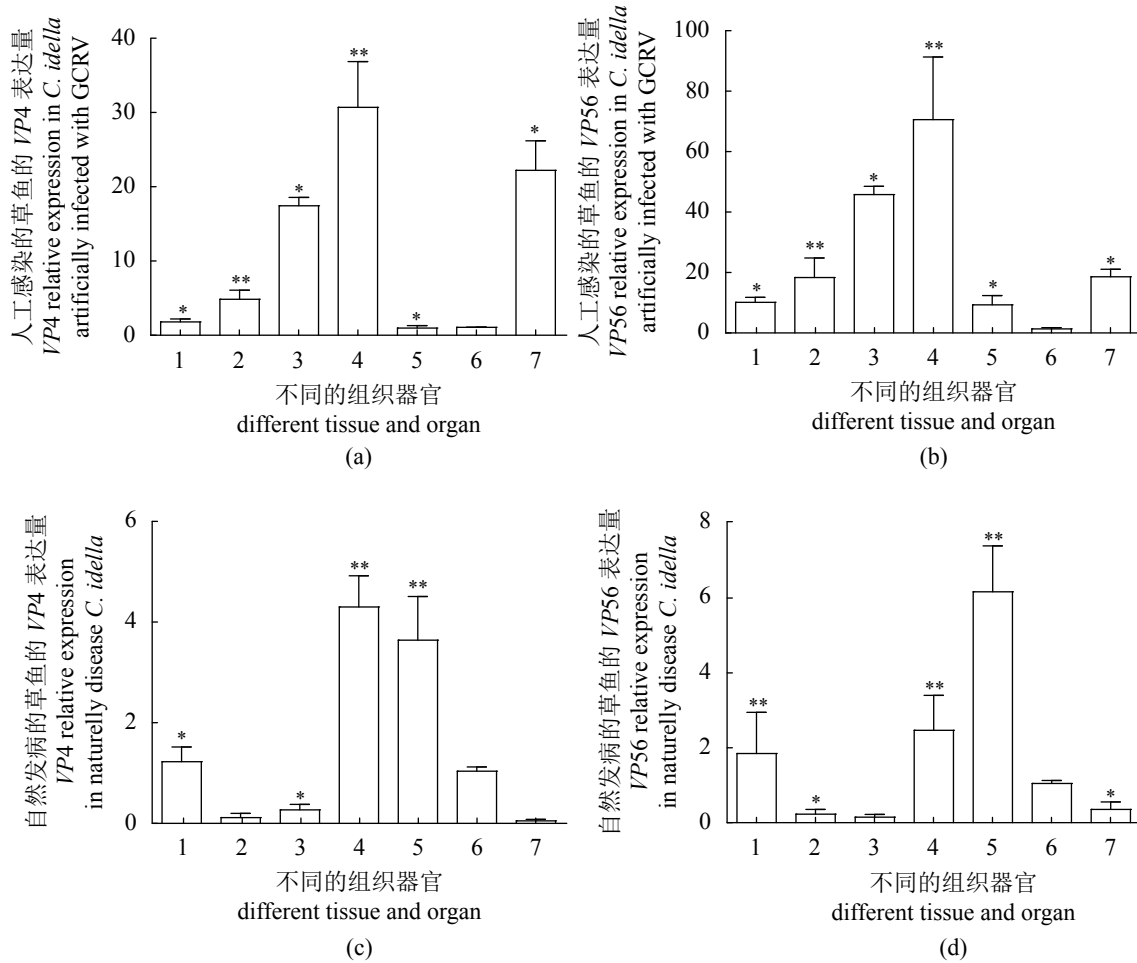 人工感染的草鱼的 VP4 表达量
VP4 relative expression in C. idella
artificially infected with GCRV
40
30
20
10
0
*
**
*
**
*
*
1 2 3 4 5 6 7
不同的组织器官
different tissue and organ
(a)
人工感染的草鱼的 VP56 表达量
VP56 relative expression in C. idella
artificially infected with GCRV
100
80
60
40
20
0
*
**
*
**
*
*
1 2 3 4 5 6 7
不同的组织器官
different tissue and organ
(b)
自然发病的草鱼的 VP4 表达量
VP4 relative expression
in naturelly disease C. idella
6
4
2
0
*
*
**
**
1 2 3 4 5 6 7
不同的组织器官
different tissue and organ
(c)
自然发病的草鱼的 VP56 表达量
VP56 relative expression
in naturelly disease C. idella
8
6
4
2
0
**
*
**
**
*
1 2 3 4 5 6 7
不同的组织器官
different tissue and organ
(d)